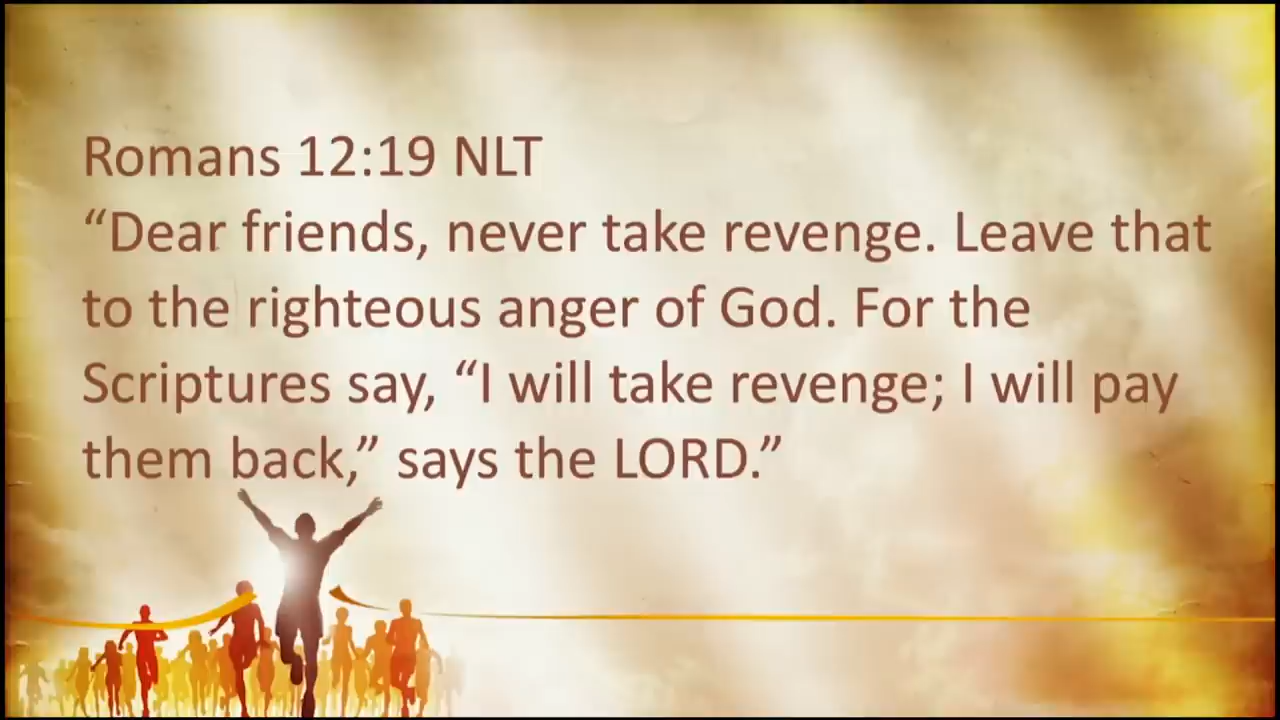 Romans 12:19 NLT
“Dear friends, never take revenge. Leave that
to the righteous anger of God. For the
Scriptures say, “I will take revenge; I will pay
them back,” says the LORD.”